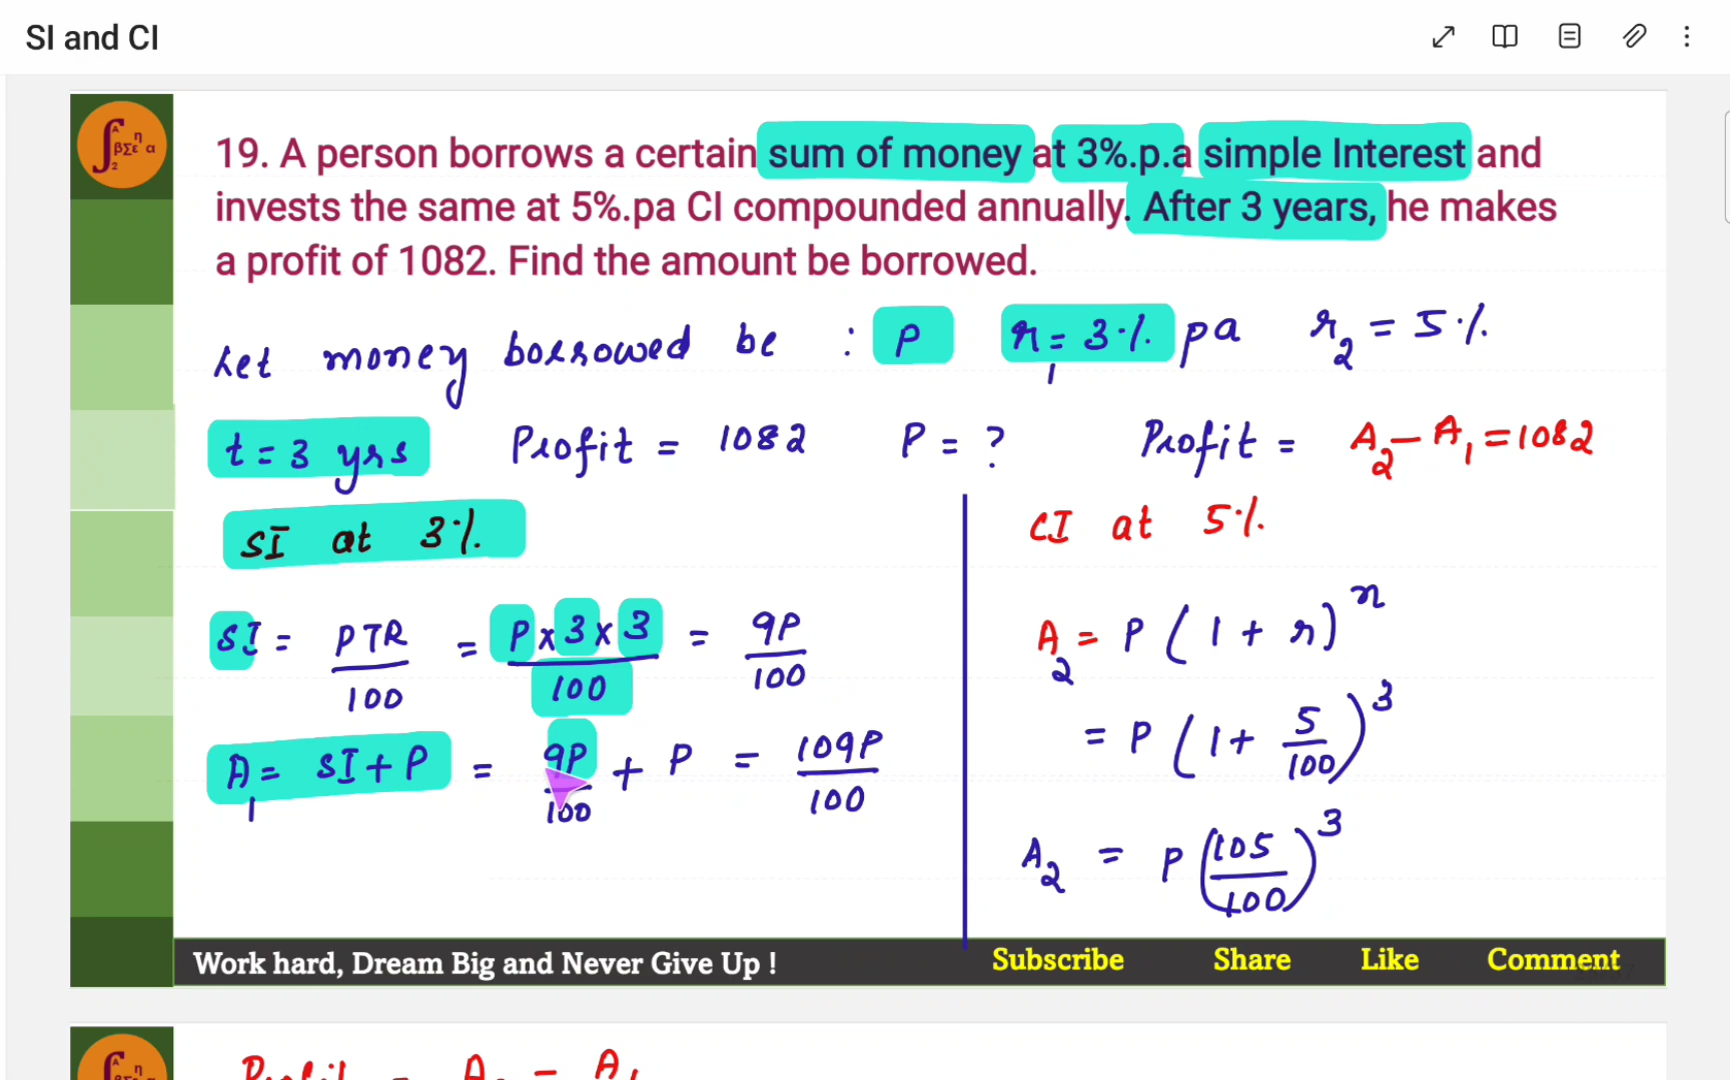 SI and CI
19. A person borrows a certain sum of money at 3%.p.a simple Interest and
invests the same at 5%.pa CI compounded annually. After 3 years, he makes
a profit of 1082. Find the amount be borrowed.
Let money borrowed be : P r₁ = 3% pa r₂ = 5%
t = 3 yrs Profit = 1082 P = ? Profit = A₂ − A₁ = 1082
SI at 3%
SI = PTR/100 = P×3×3/100 = 9P/100
A₁ = SI + P = 9P/100 + P = 109P/100
CI at 5%
A₂ = P(1 + r)ⁿ
= P(1 + 5/100)³
A₂ = P(105/100)³
Work hard, Dream Big and Never Give Up !
Subscribe Share Like Comment
Profit = A₂ − A₁